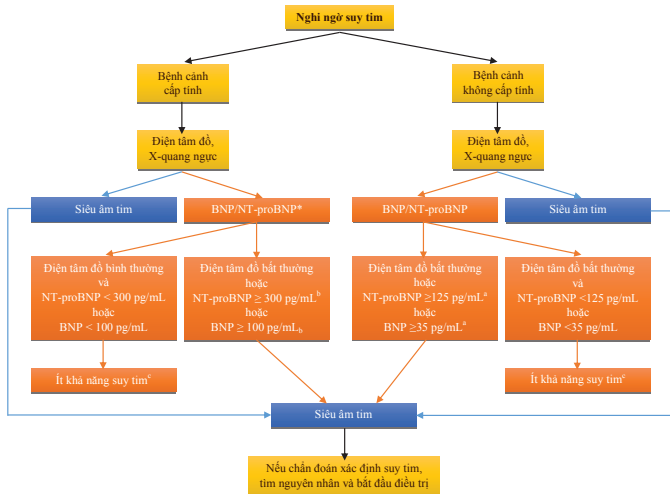 Nghi ngờ suy tim
Bệnh cảnh
cấp tính
Bệnh cảnh
không cấp tính
Điện tâm đồ,
X-quang ngực
Điện tâm đồ,
X-quang ngực
Siêu âm tim
BNP/NT-proBNP*
BNP/NT-proBNP
Siêu âm tim
Điện tâm đồ bình thường
và
NT-proBNP < 300 pg/mL
hoặc
BNP < 100 pg/mL
Điện tâm đồ bất thường
hoặc
NT-proBNP ≥ 300 pg/mLᵇ
hoặc
BNP ≥ 100 pg/mLb
Điện tâm đồ bất thường
hoặc
NT-proBNP ≥125 pg/mLᵃ
hoặc
BNP ≥35 pg/mLᵃ
Điện tâm đồ bất thường
và
NT-proBNP <125 pg/mL
hoặc
BNP <35 pg/mL
Ít khả năng suy timᶜ
Ít khả năng suy timᶜ
Siêu âm tim
Nếu chẩn đoán xác định suy tim,
tìm nguyên nhân và bắt đầu điều trị